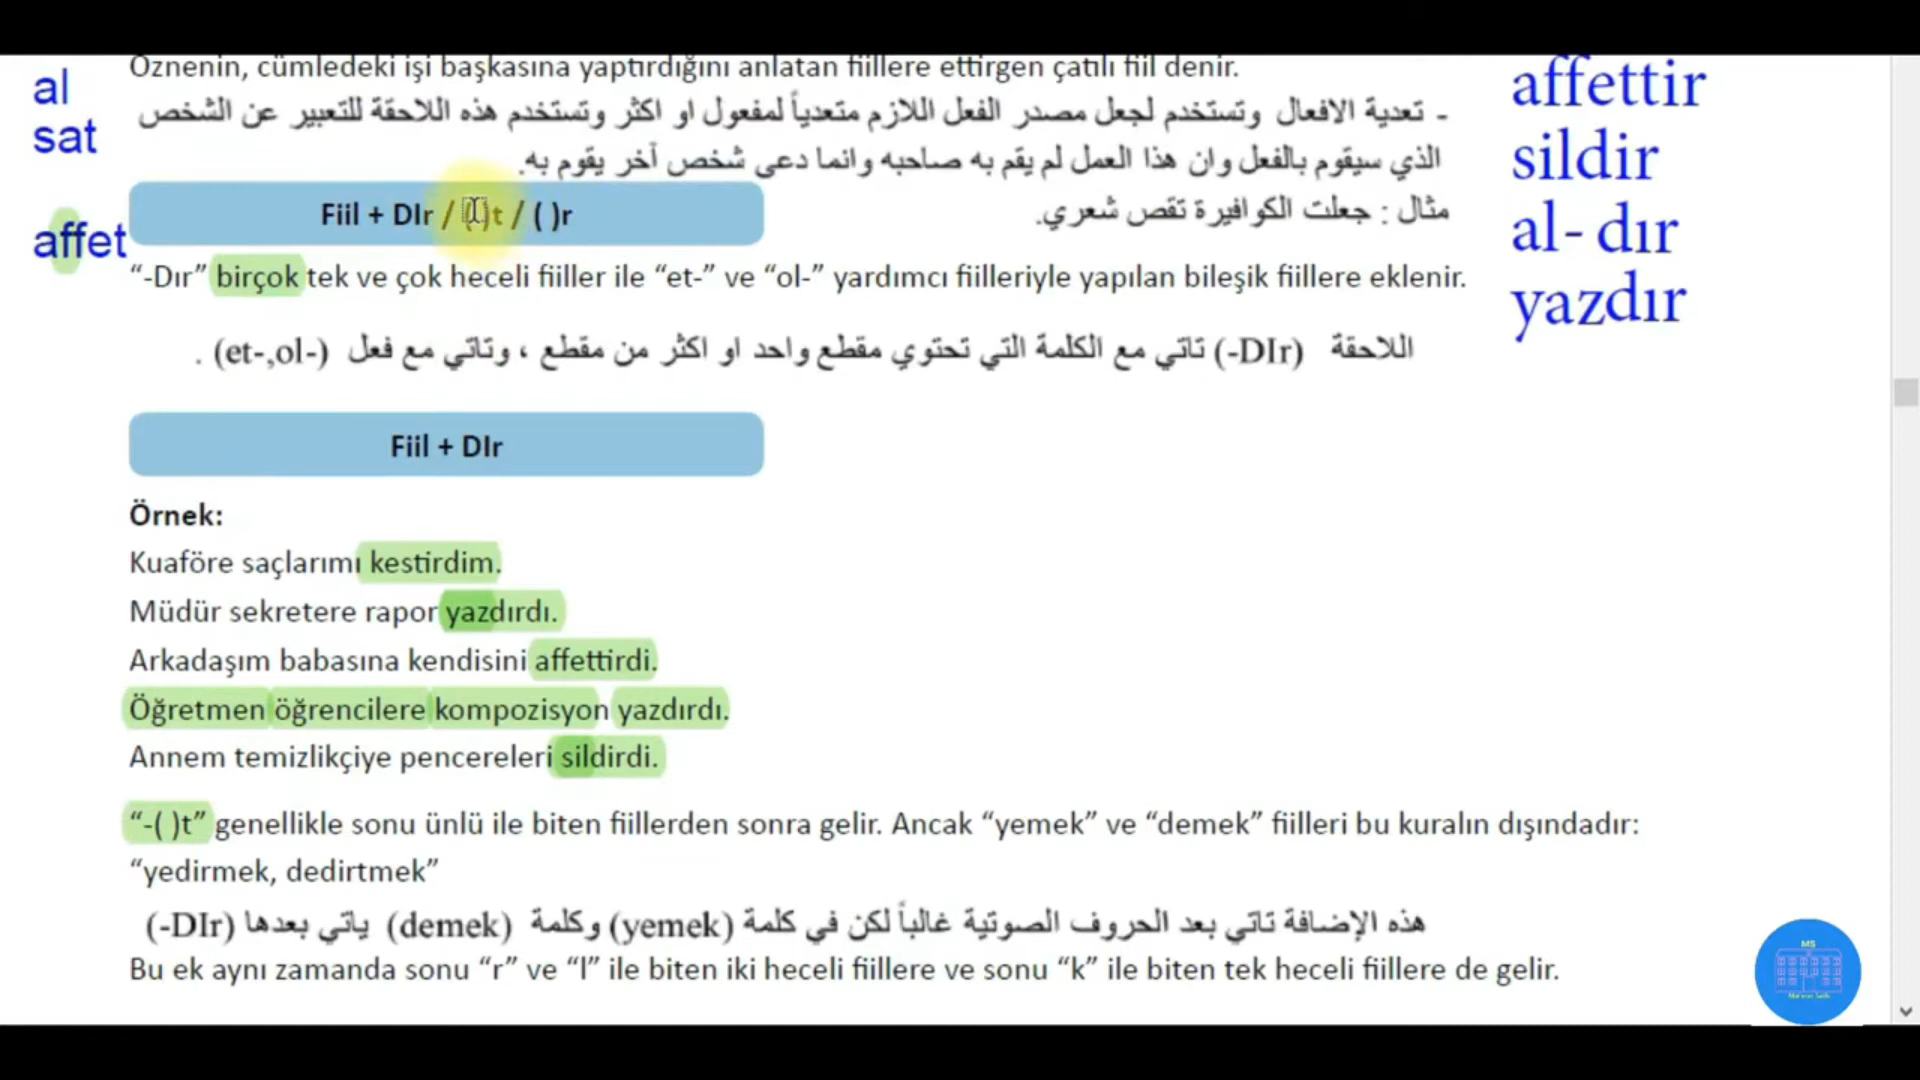 Öznenin, cümledeki işi başkasına yaptırdığını anlatan fiillere ettirgen çatılı fiil denir.
- تعدية الافعال وتستخدم لجعل مصدر الفعل اللازم متعدياً لمفعول او اكثر وتستخدم هذه اللاحقة للتعبير عن الشخص
الذي سيقوم بالفعل وان هذا العمل لم يقم به صاحبه وانما دعى شخص آخر يقوم به.
Fiil + DIr / ( )t / ( )r
مثال : جعلت الكوافيرة تقص شعري.
al
sat
affet
affettir
sildir
al- dır
yazdır
“-Dır” birçok tek ve çok heceli fiiller ile “et-” ve “ol-” yardımcı fiilleriyle yapılan bileşik fiillere eklenir.
اللاحقة (-DIr) تاتي مع الكلمة التي تحتوي مقطع واحد او اكثر من مقطع ، وتاتي مع فعل (et-,ol-) .
Fiil + DIr
Örnek:
Kuaföre saçlarımı kestirdim.
Müdür sekretere rapor yazdırdı.
Arkadaşım babasına kendisini affettirdi.
Öğretmen öğrencilere kompozisyon yazdırdı.
Annem temizlikçiye pencereleri sildirdi.
“-( )t” genellikle sonu ünlü ile biten fiillerden sonra gelir. Ancak “yemek” ve “demek” fiilleri bu kuralın dışındadır:
“yedirmek, dedirtmek”
هذه الإضافة تاتي بعد الحروف الصوتية غالباً لكن في كلمة (yemek) وكلمة (demek) ياتي بعدها (-DIr)
Bu ek aynı zamanda sonu “r” ve “l” ile biten iki heceli fiillere ve sonu “k” ile biten tek heceli fiillere de gelir.
MS